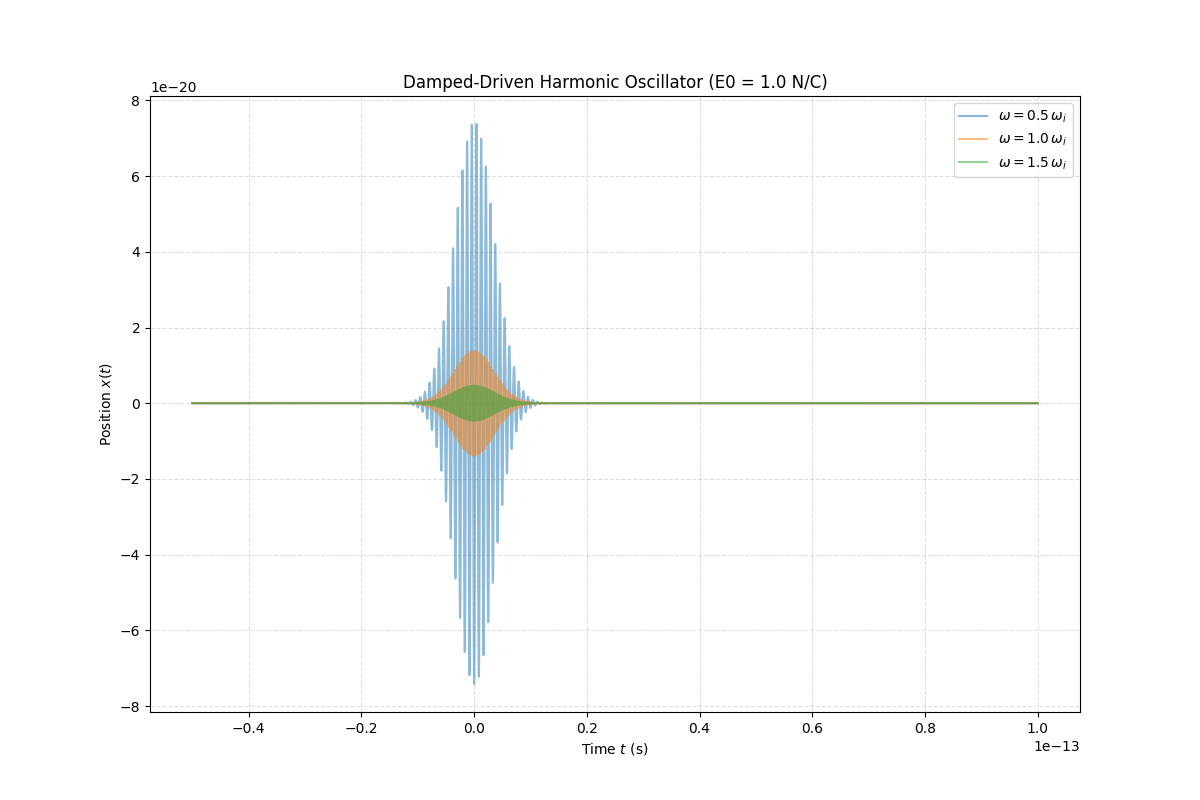 Damped-Driven Harmonic Oscillator (E0 = 1.0 N/C)
1e−20
8
6
4
2
0
−2
−4
−6
−8
Position x(t)
ω = 0.5 ω_i
ω = 1.0 ω_i
ω = 1.5 ω_i
−0.4 −0.2 0.0 0.2 0.4 0.6 0.8 1.0
1e−13
Time t (s)